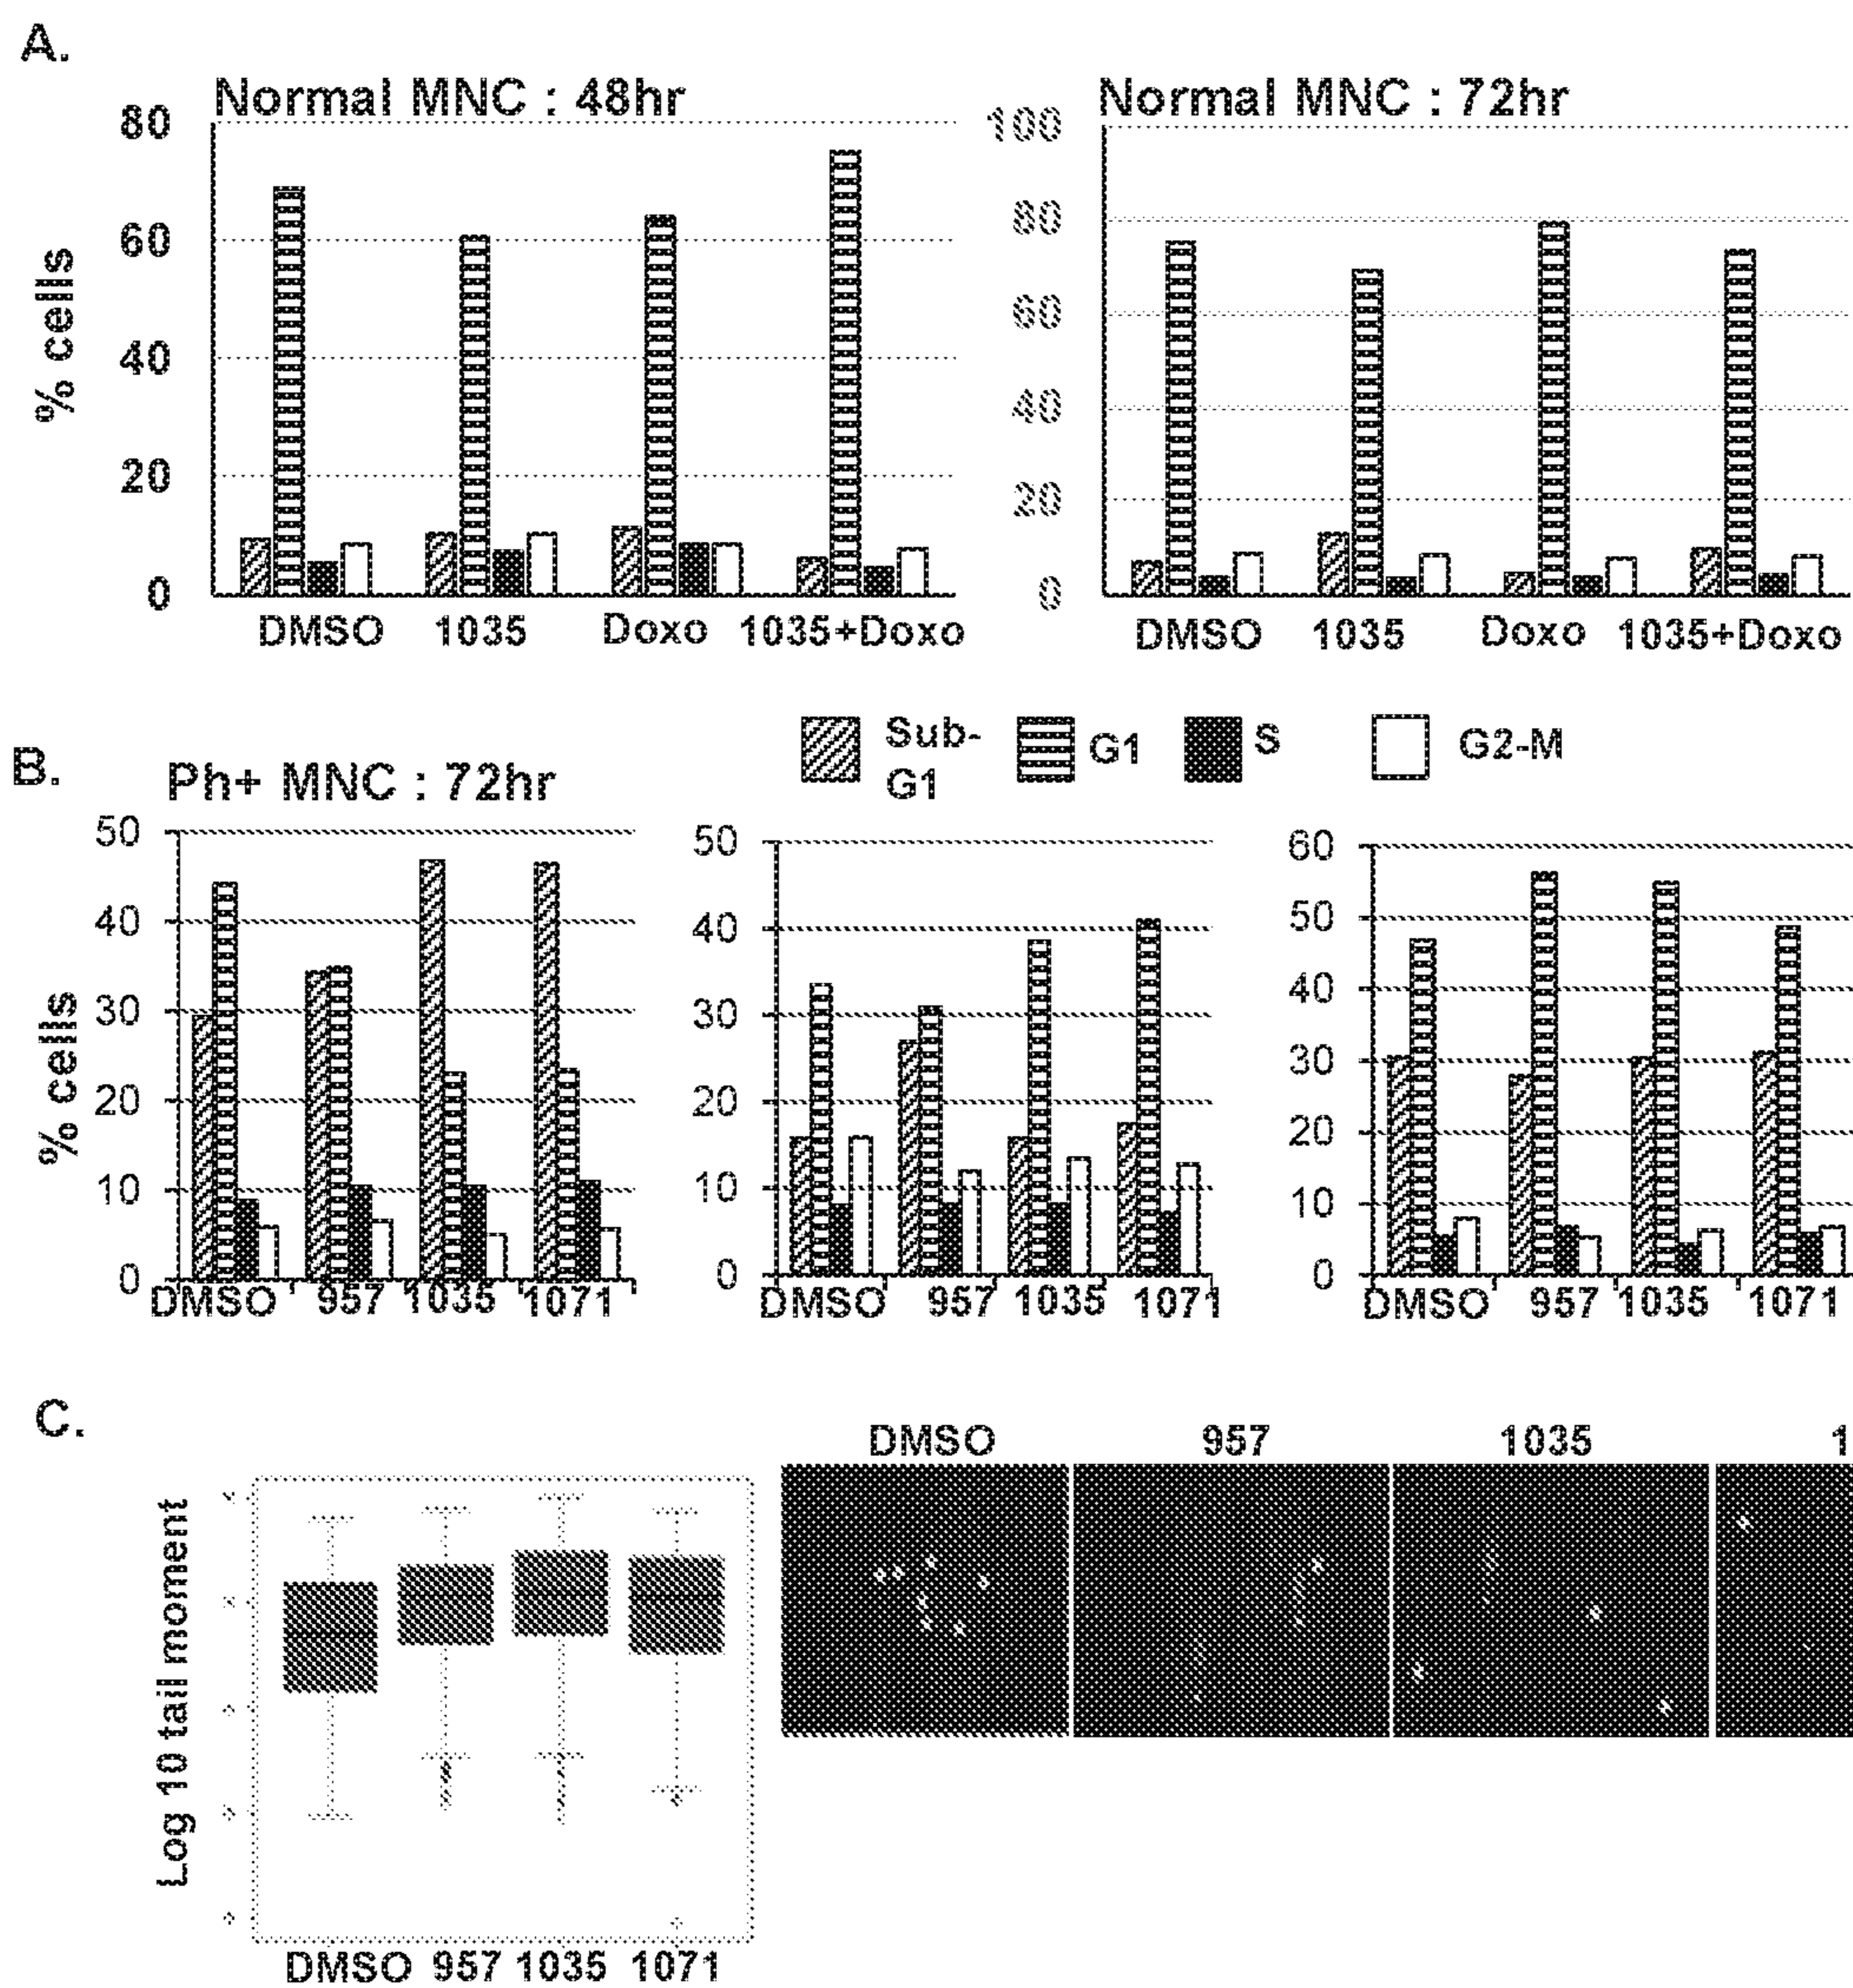 A.
Normal MNC : 48hr
Normal MNC : 72hr
% cells
80
60
40
20
0
DMSO 1035 Doxo 1035+Doxo
100
80
60
40
20
0
DMSO 1035 Doxo 1035+Doxo
Sub-
G1
G1
S
G2-M
B.
Ph+ MNC : 72hr
% cells
50
40
30
20
10
0
DMSO 957 1035 1071
50
40
30
20
10
0
DMSO 957 1035 1071
60
50
40
30
20
10
0
DMSO 957 1035 1071
C.
Log 10 tail moment
DMSO 957 1035 1071
DMSO 957 1035 1